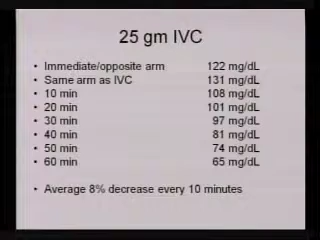 25 gm IVC
• Immediate/opposite arm 122 mg/dL
• Same arm as IVC 131 mg/dL
• 10 min 108 mg/dL
• 20 min 101 mg/dL
• 30 min 97 mg/dL
• 40 min 81 mg/dL
• 50 min 74 mg/dL
• 60 min 65 mg/dL
• Average 8% decrease every 10 minutes